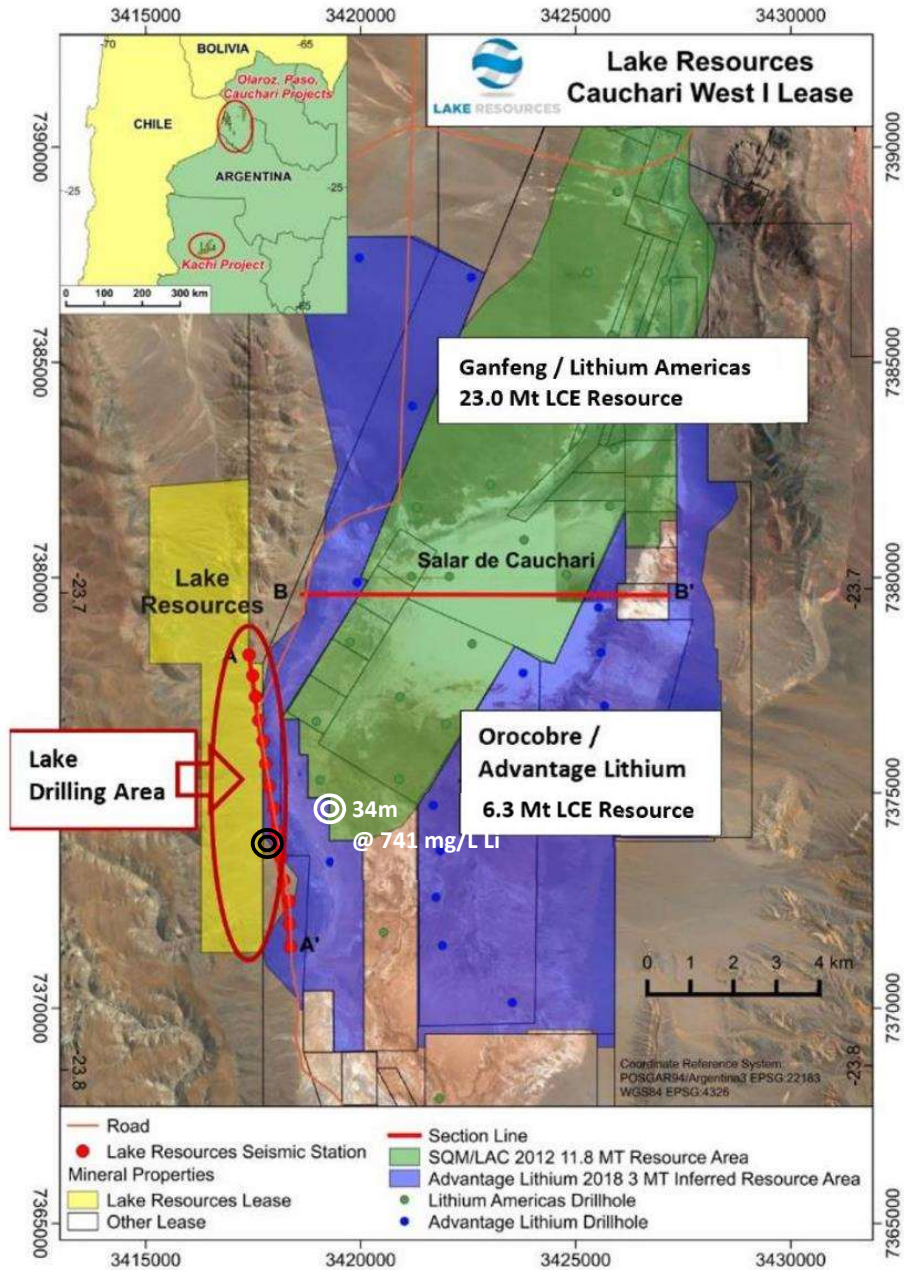 3415000 3420000 3425000 3430000
-70 -65
BOLIVIA
Olaroz, Paso,
Cauchari Projects
CHILE
ARGENTINA
-25 -25
Kachi Project
0 100 200 300 km
LAKE RESOURCES
Lake Resources
Cauchari West I Lease
7390000 7390000
7385000 7385000
Ganfeng / Lithium Americas
23.0 Mt LCE Resource
7380000 7380000
-23.7 -23.7
Salar de Cauchari
Lake
Resources
B B'
A
Lake
Drilling Area
Orocobre /
Advantage Lithium
6.3 Mt LCE Resource
34m
@ 741 mg/L Li
7375000 7375000
A'
0 1 2 3 4 km
7370000 7370000
-23.8 -23.8
Coordinate Reference System:
POSGAR94/Argentina3 EPSG:22183
WGS84 EPSG:4326
Road
Lake Resources Seismic Station
Mineral Properties
Lake Resources Lease
Other Lease
Section Line
SQM/LAC 2012 11.8 MT Resource Area
Advantage Lithium 2018 3 MT Inferred Resource Area
Lithium Americas Drillhole
Advantage Lithium Drillhole
7365000 7365000
3415000 3420000 3425000 3430000